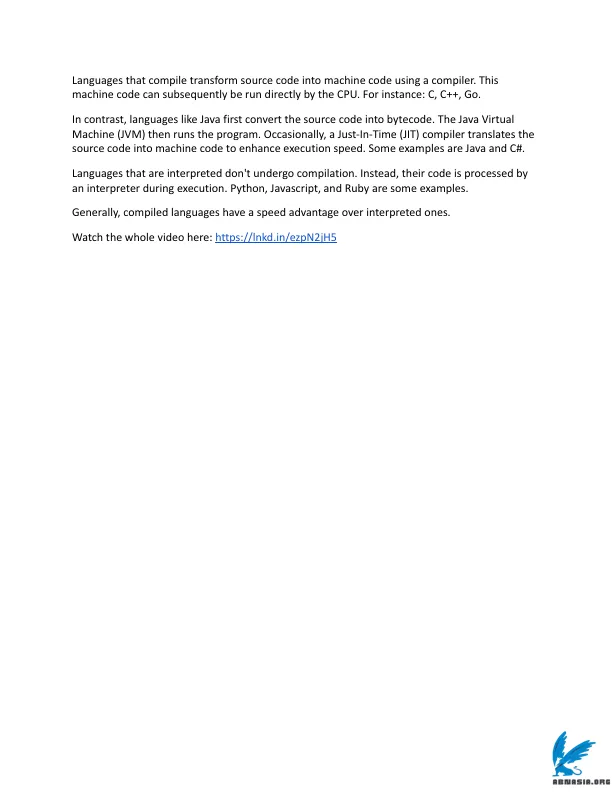 Languages that compile transform source code into machine code using a compiler. This
machine code can subsequently be run directly by the CPU. For instance: C, C++, Go.
In contrast, languages like Java first convert the source code into bytecode. The Java Virtual
Machine (JVM) then runs the program. Occasionally, a Just-In-Time (JIT) compiler translates the
source code into machine code to enhance execution speed. Some examples are Java and C#.
Languages that are interpreted don't undergo compilation. Instead, their code is processed by
an interpreter during execution. Python, Javascript, and Ruby are some examples.
Generally, compiled languages have a speed advantage over interpreted ones.
Watch the whole video here: https://lnkd.in/ezpN2jH5
ABNASIA.ORG